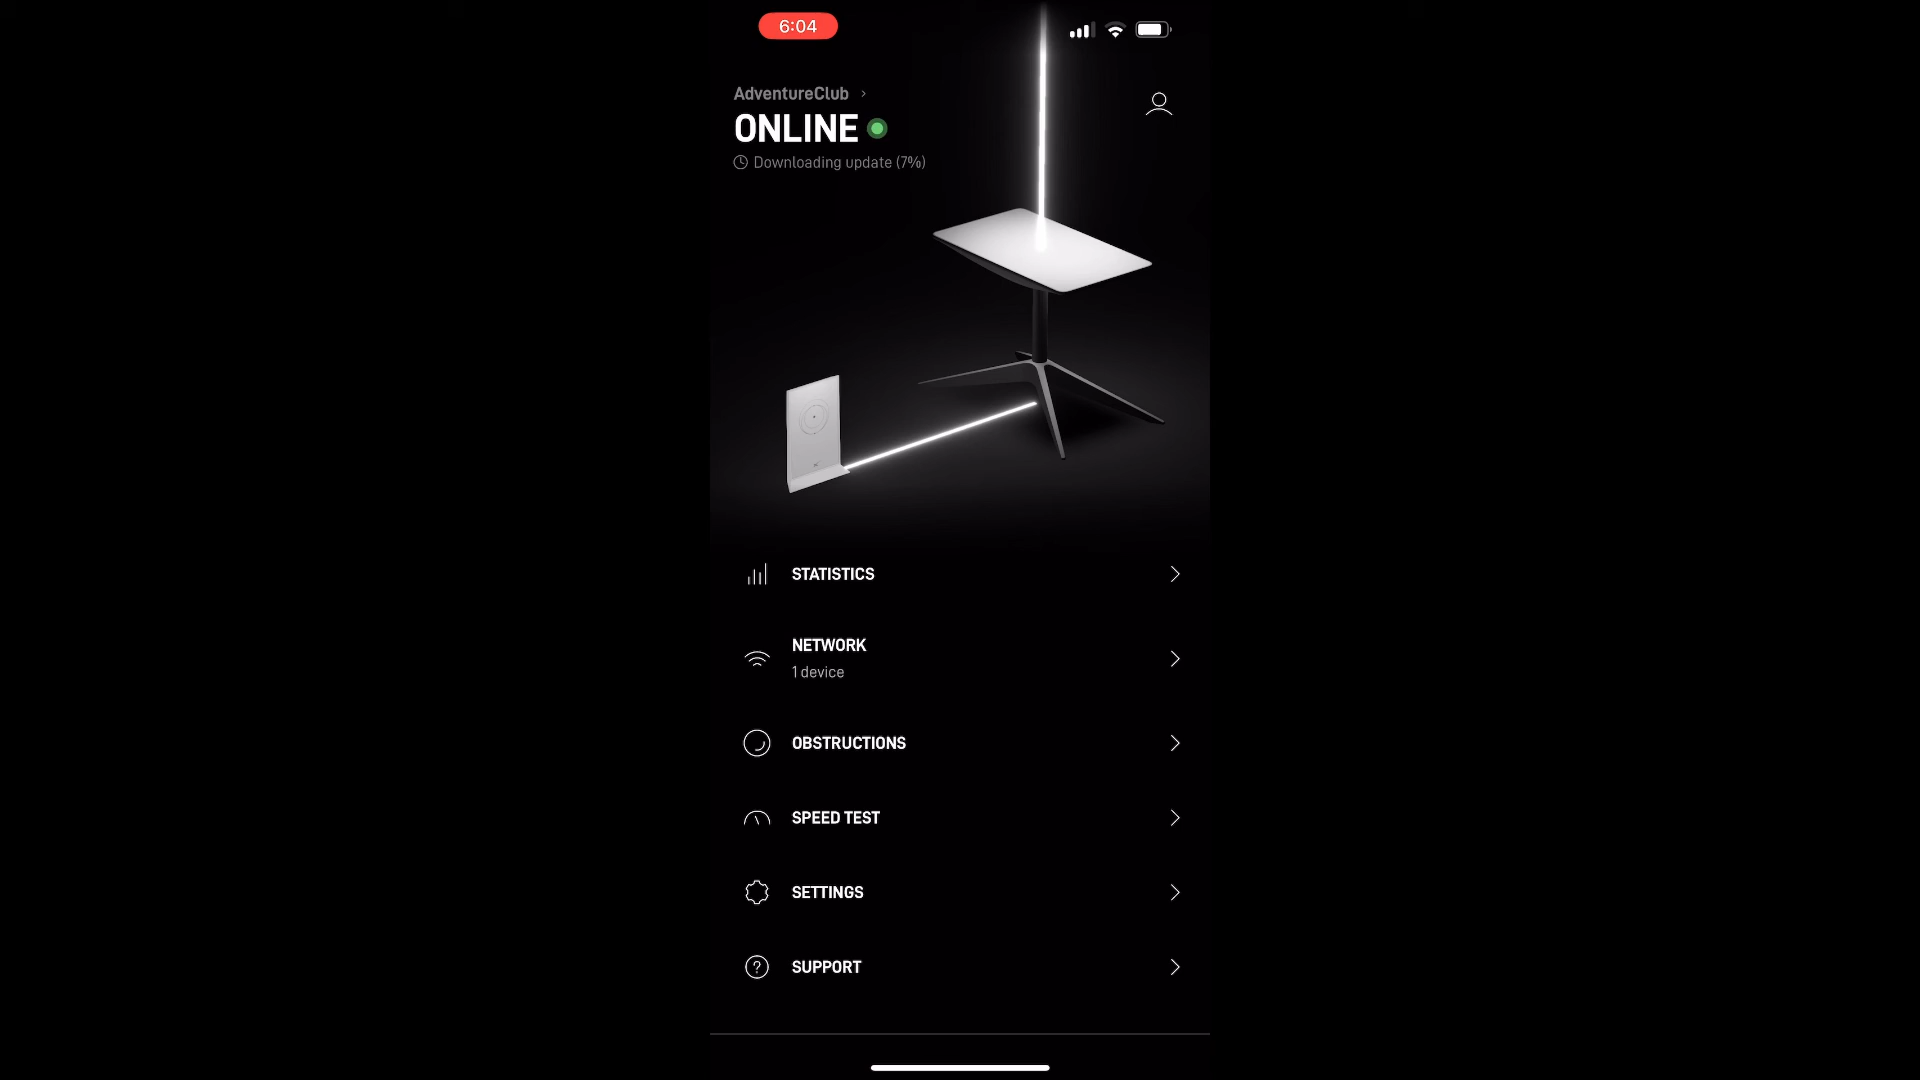 6:04
AdventureClub
ONLINE
Downloading update (7%)
STATISTICS
NETWORK
1 device
OBSTRUCTIONS
SPEED TEST
SETTINGS
SUPPORT